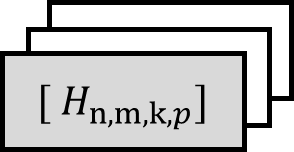 [ H_{n,m,k,p} ]